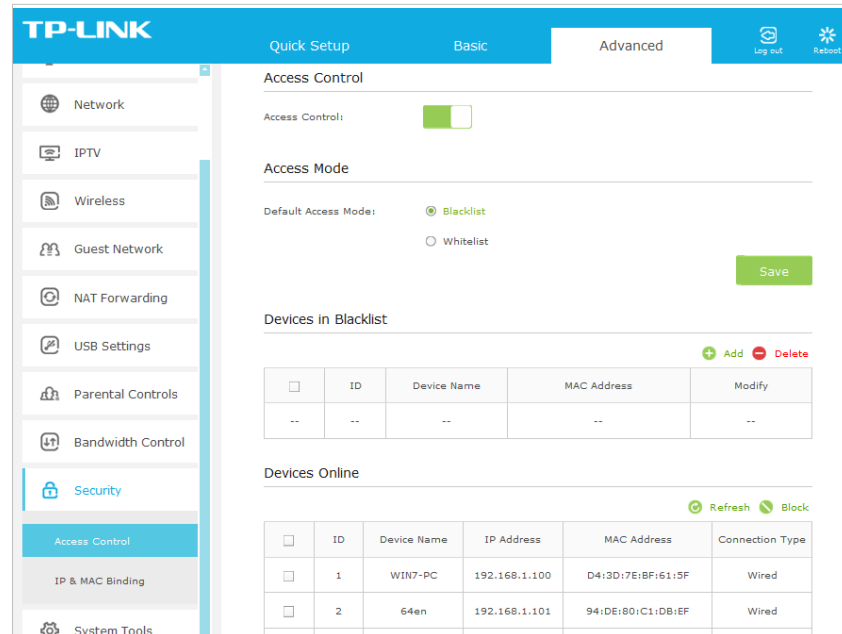 TP-LINK
Quick Setup
Basic
Advanced
Log out
Reboot
Network
IPTV
Wireless
Guest Network
NAT Forwarding
USB Settings
Parental Controls
Bandwidth Control
Security
Access Control
IP & MAC Binding
System Tools
Access Control
Access Control:
Access Mode
Default Access Mode: Blacklist
Whitelist
Save
Devices in Blacklist
Add Delete
ID Device Name MAC Address Modify
-- -- -- -- --
Devices Online
Refresh Block
ID Device Name IP Address MAC Address Connection Type
1 WIN7-PC 192.168.1.100 D4:3D:7E:BF:61:5F Wired
2 64en 192.168.1.101 94:DE:80:C1:DB:EF Wired